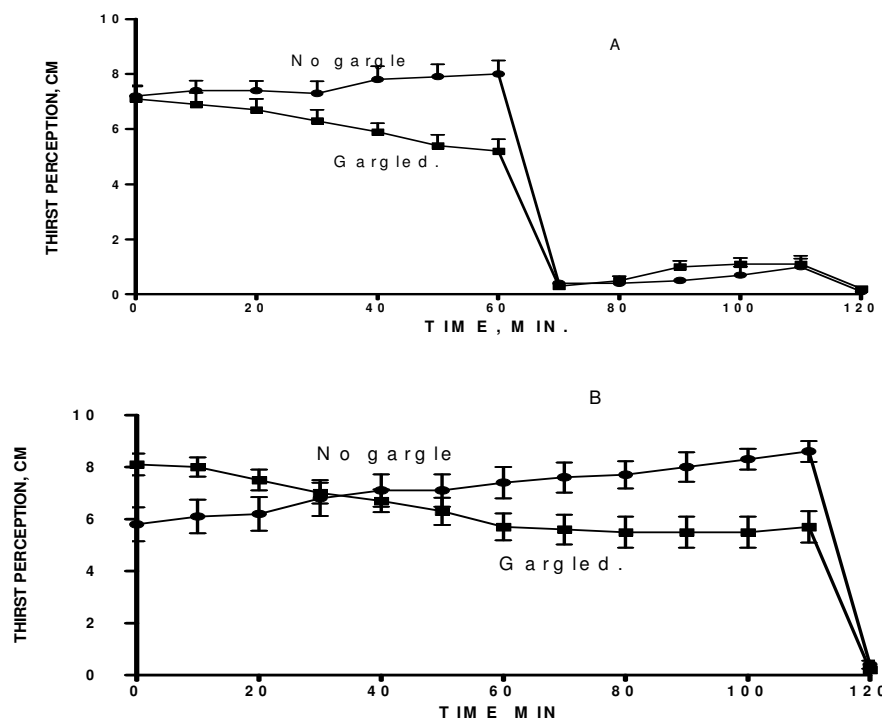 10
A
No gargle
8
THIRST PERCEPTION, CM
6
Gargled.
4
2
0
0 20 40 60 80 100 120
TIME, MIN.
B
10
No gargle
8
THIRST PERCEPTION, CM
6
Gargled.
4
2
0
0 20 40 60 80 100 120
TIME MIN